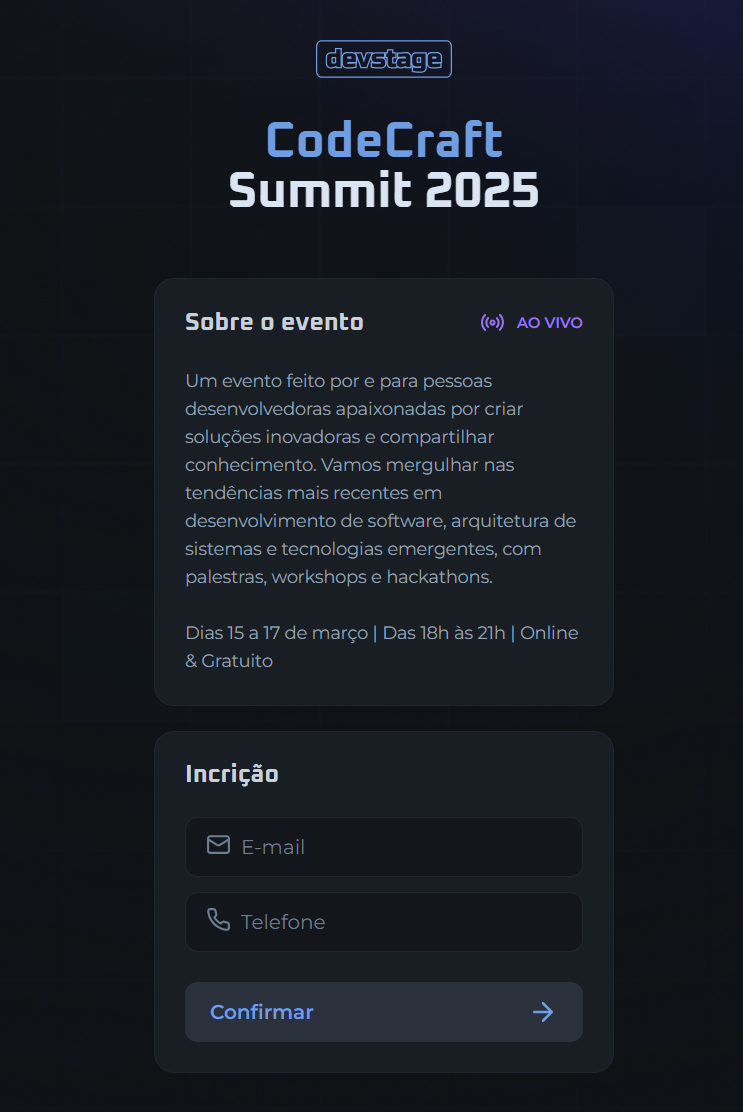 devstage
CodeCraft
Summit 2025
Sobre o evento
AO VIVO
Um evento feito por e para pessoas
desenvolvedoras apaixonadas por criar
soluções inovadoras e compartilhar
conhecimento. Vamos mergulhar nas
tendências mais recentes em
desenvolvimento de software, arquitetura de
sistemas e tecnologias emergentes, com
palestras, workshops e hackathons.
Dias 15 a 17 de março | Das 18h às 21h | Online
& Gratuito
Incrição
E-mail
Telefone
Confirmar